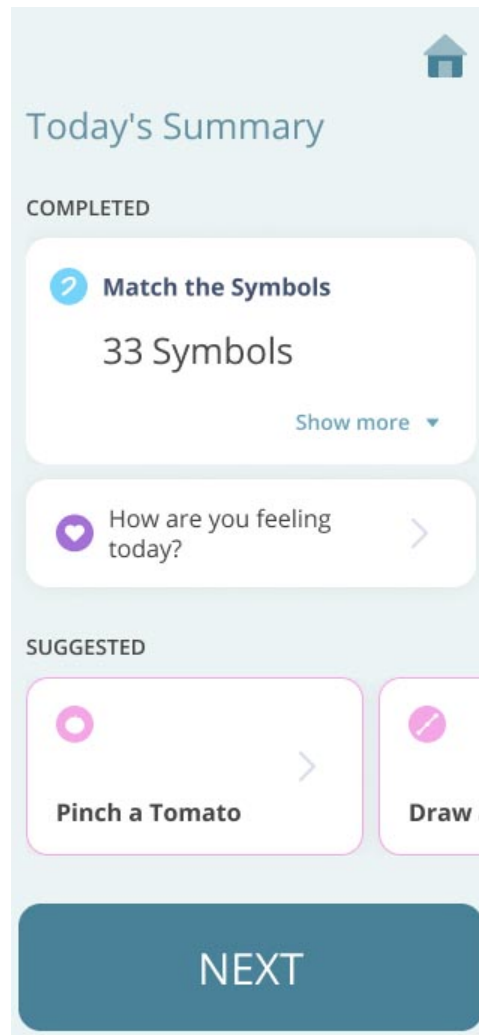 Today's Summary
COMPLETED
Match the Symbols
33 Symbols
Show more
How are you feeling
today?
SUGGESTED
Pinch a Tomato
Draw
NEXT